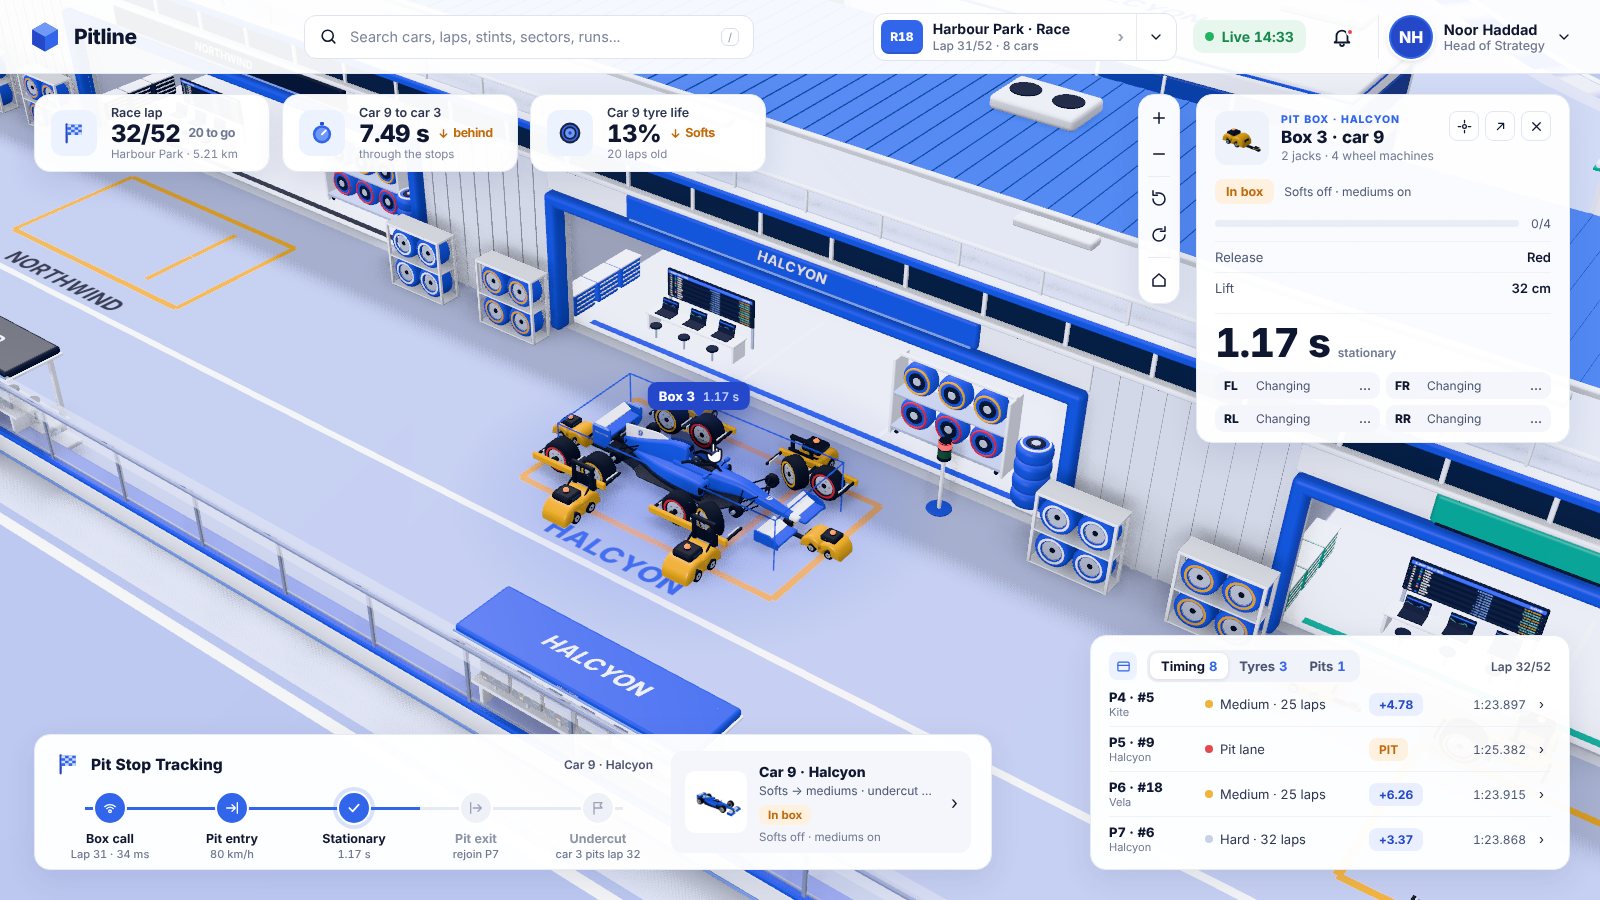 Pitline
Search cars, laps, stints, sectors, runs...
/
R18
Harbour Park · Race
Lap 31/52 · 8 cars
Live 14:33
NH
Noor Haddad
Head of Strategy
NORTHWIND
Race lap
32/52 20 to go
Harbour Park · 5.21 km
Car 9 to car 3
7.49 s ↓ behind
through the stops
Car 9 tyre life
13% ↓ Softs
20 laps old
PIT BOX · HALCYON
Box 3 · car 9
2 jacks · 4 wheel machines
In box
Softs off · mediums on
0/4
Release Red
Lift 32 cm
1.17 s stationary
FL Changing ...
FR Changing ...
RL Changing ...
RR Changing ...
NORTHWIND
HALCYON
Box 3 1.17 s
HALCYON
HALCYON
Timing 8
Tyres 3
Pits 1
Lap 32/52
P4 · #5
Kite
Medium · 25 laps
+4.78
1:23.897
P5 · #9
Halcyon
Pit lane
PIT
1:25.382
P6 · #18
Vela
Medium · 25 laps
+6.26
1:23.915
P7 · #6
Halcyon
Hard · 32 laps
+3.37
1:23.868
Pit Stop Tracking
Car 9 · Halcyon
Box call
Lap 31 · 34 ms
Pit entry
80 km/h
Stationary
1.17 s
Pit exit
rejoin P7
Undercut
car 3 pits lap 32
Car 9 · Halcyon
Softs → mediums · undercut ...
In box
Softs off · mediums on